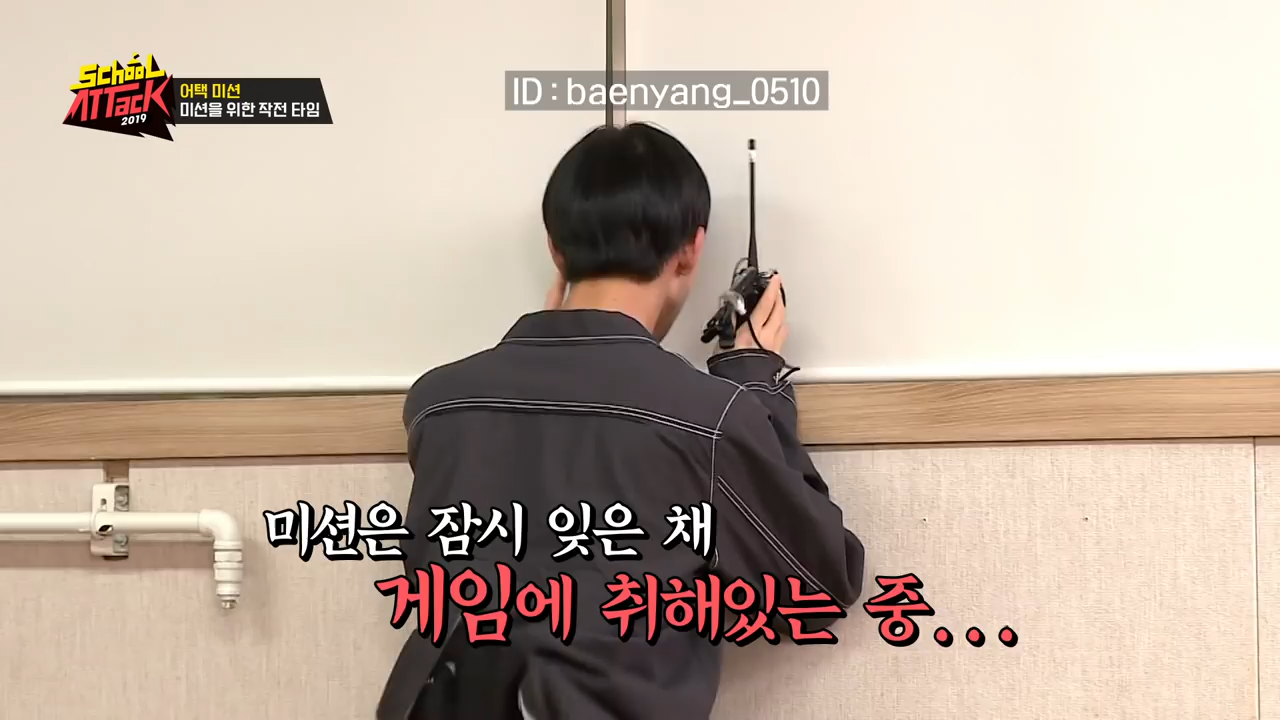 SCHOOL
ATTACK
2019
어택 미션
미션을 위한 작전 타임
ID : baenyang_0510
미션은 잠시 잊은 채
게임에 취해있는 중...